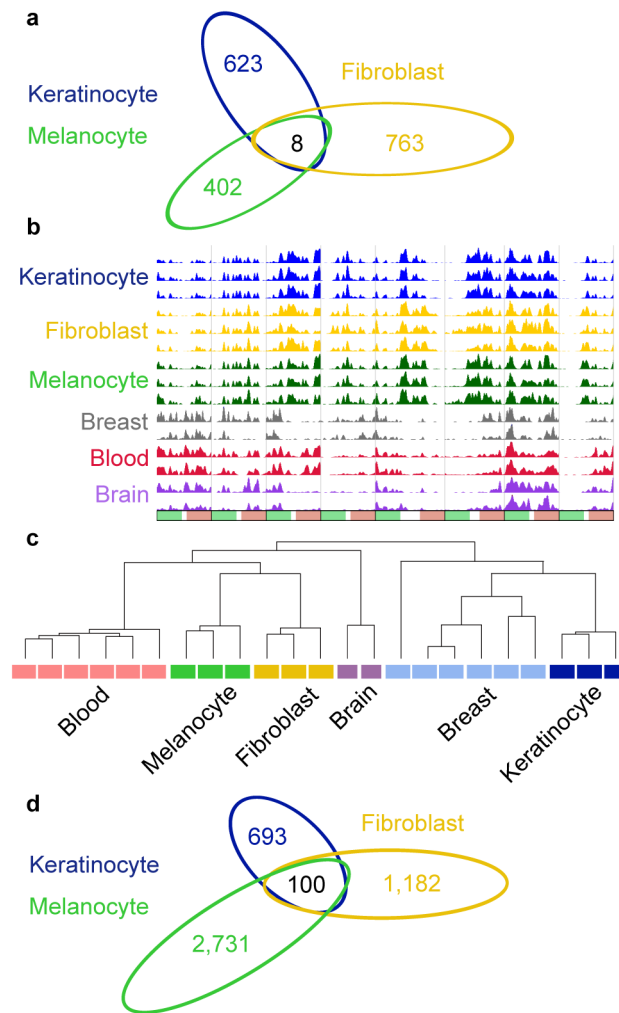 a
623
Fibroblast
Keratinocyte
Melanocyte
8
763
402
b
Keratinocyte
Fibroblast
Melanocyte
Breast
Blood
Brain
c
Blood
Melanocyte
Fibroblast
Brain
Breast
Keratinocyte
d
693
Fibroblast
Keratinocyte
Melanocyte
100
1,182
2,731